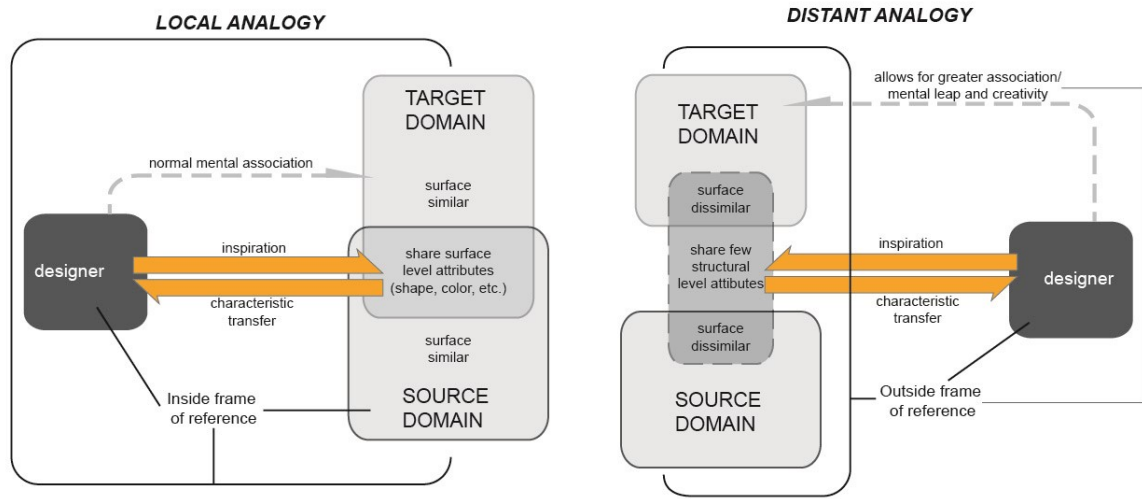 LOCAL ANALOGY
TARGET
DOMAIN
normal mental association
surface
similar
designer
inspiration
share surface
level attributes
(shape, color, etc.)
characteristic
transfer
surface
similar
Inside frame
of reference
SOURCE
DOMAIN
DISTANT ANALOGY
allows for greater association/
mental leap and creativity
TARGET
DOMAIN
surface
dissimilar
share few
structural
level attibutes
inspiration
designer
characteristic
transfer
surface
dissimilar
SOURCE
DOMAIN
Outside frame
of reference